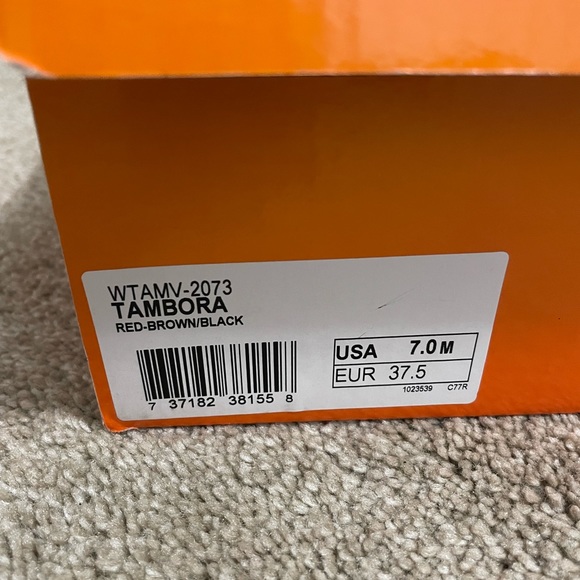 WTAMV-2073
TAMBORA
RED-BROWN/BLACK
7 37182 38155 8
USA 7.0 M
EUR 37.5
1023539 C77R